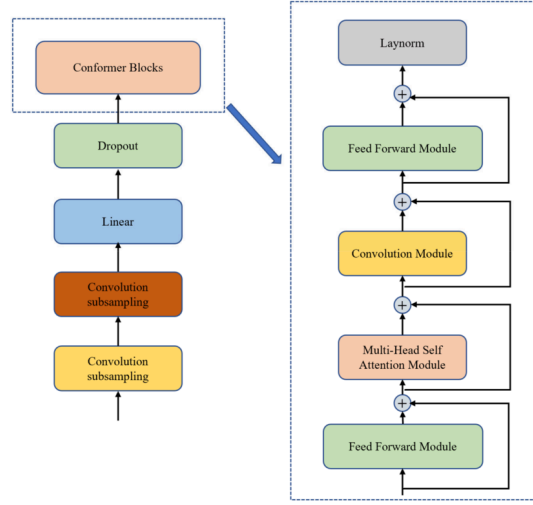 Conformer Blocks
Dropout
Linear
Convolution
subsampling
Convolution
subsampling
Laynorm
+
Feed Forward Module
+
Convolution Module
+
Multi-Head Self
Attention Module
+
Feed Forward Module